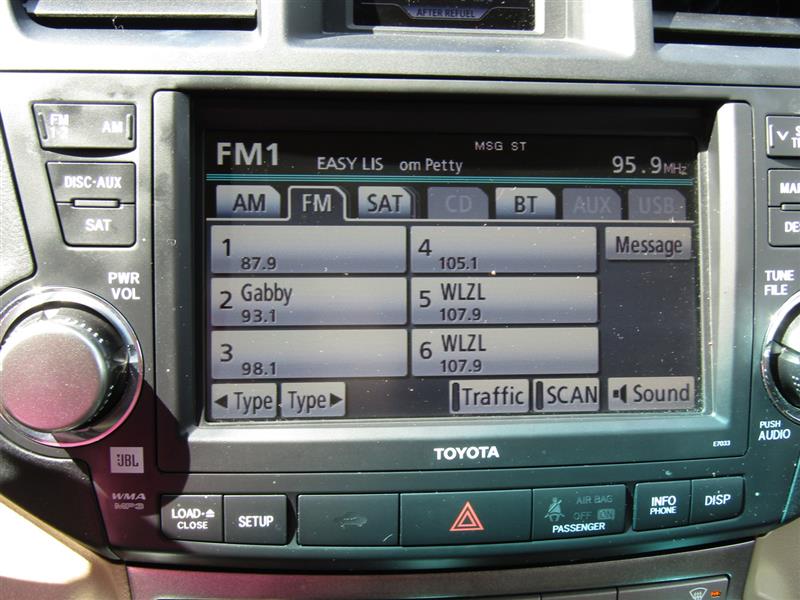 AFTER REFUEL
FM 1·2 AM
DISC·AUX
SAT
PWR VOL
FM1 EASY LIS om Petty MSG ST 95.9MHz
AM FM SAT CD BT AUX USB
1 87.9
4 105.1
Message
2 Gabby 93.1
5 WLZL 107.9
3 98.1
6 WLZL 107.9
◄Type Type► Traffic SCAN Sound
TUNE FILE
PUSH AUDIO
TOYOTA
E7033
JBL
WMA MP3
LOAD·⏏ CLOSE
SETUP
AIR BAG OFF ON
PASSENGER
INFO PHONE
DISP